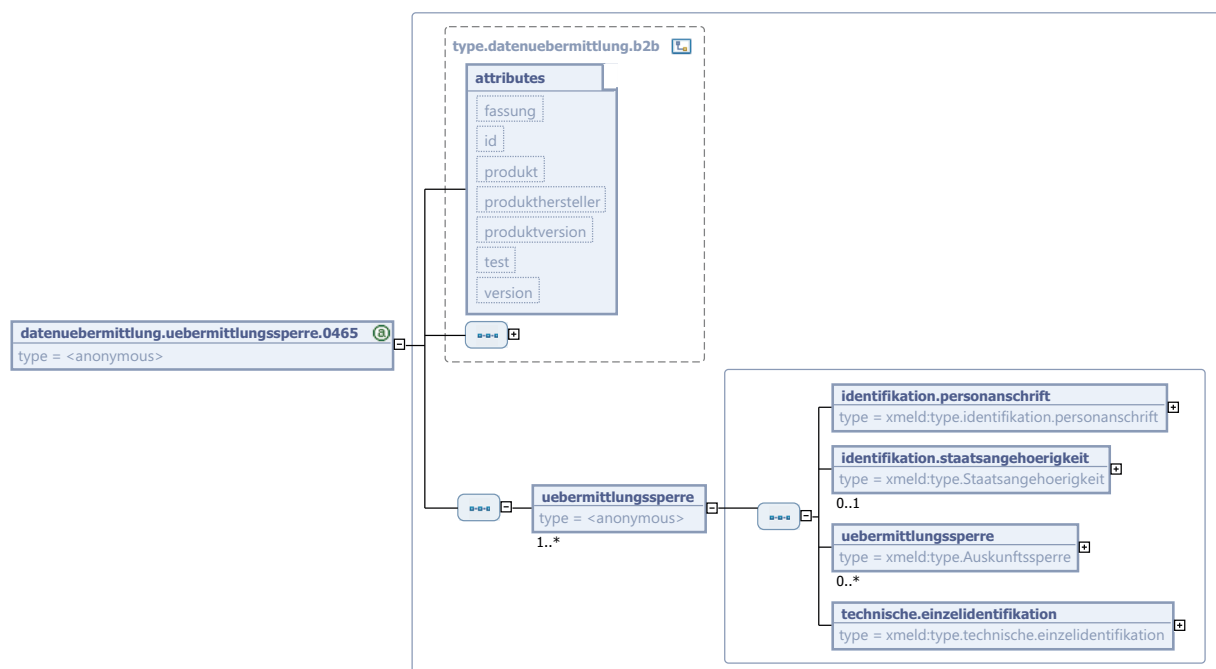 type.datenuebermittlung.b2b
attributes
fassung
id
produkt
produkthersteller
produktversion
test
version
datenuebermittlung.uebermittlungssperre.0465
type = <anonymous>
uebermittlungssperre
type = <anonymous>
1..*
identifikation.personanschrift
type = xmeld:type.identifikation.personanschrift
identifikation.staatsangehoerigkeit
type = xmeld:type.Staatsangehoerigkeit
0..1
uebermittlungssperre
type = xmeld:type.Auskunftssperre
0..*
technische.einzelidentifikation
type = xmeld:type.technische.einzelidentifikation